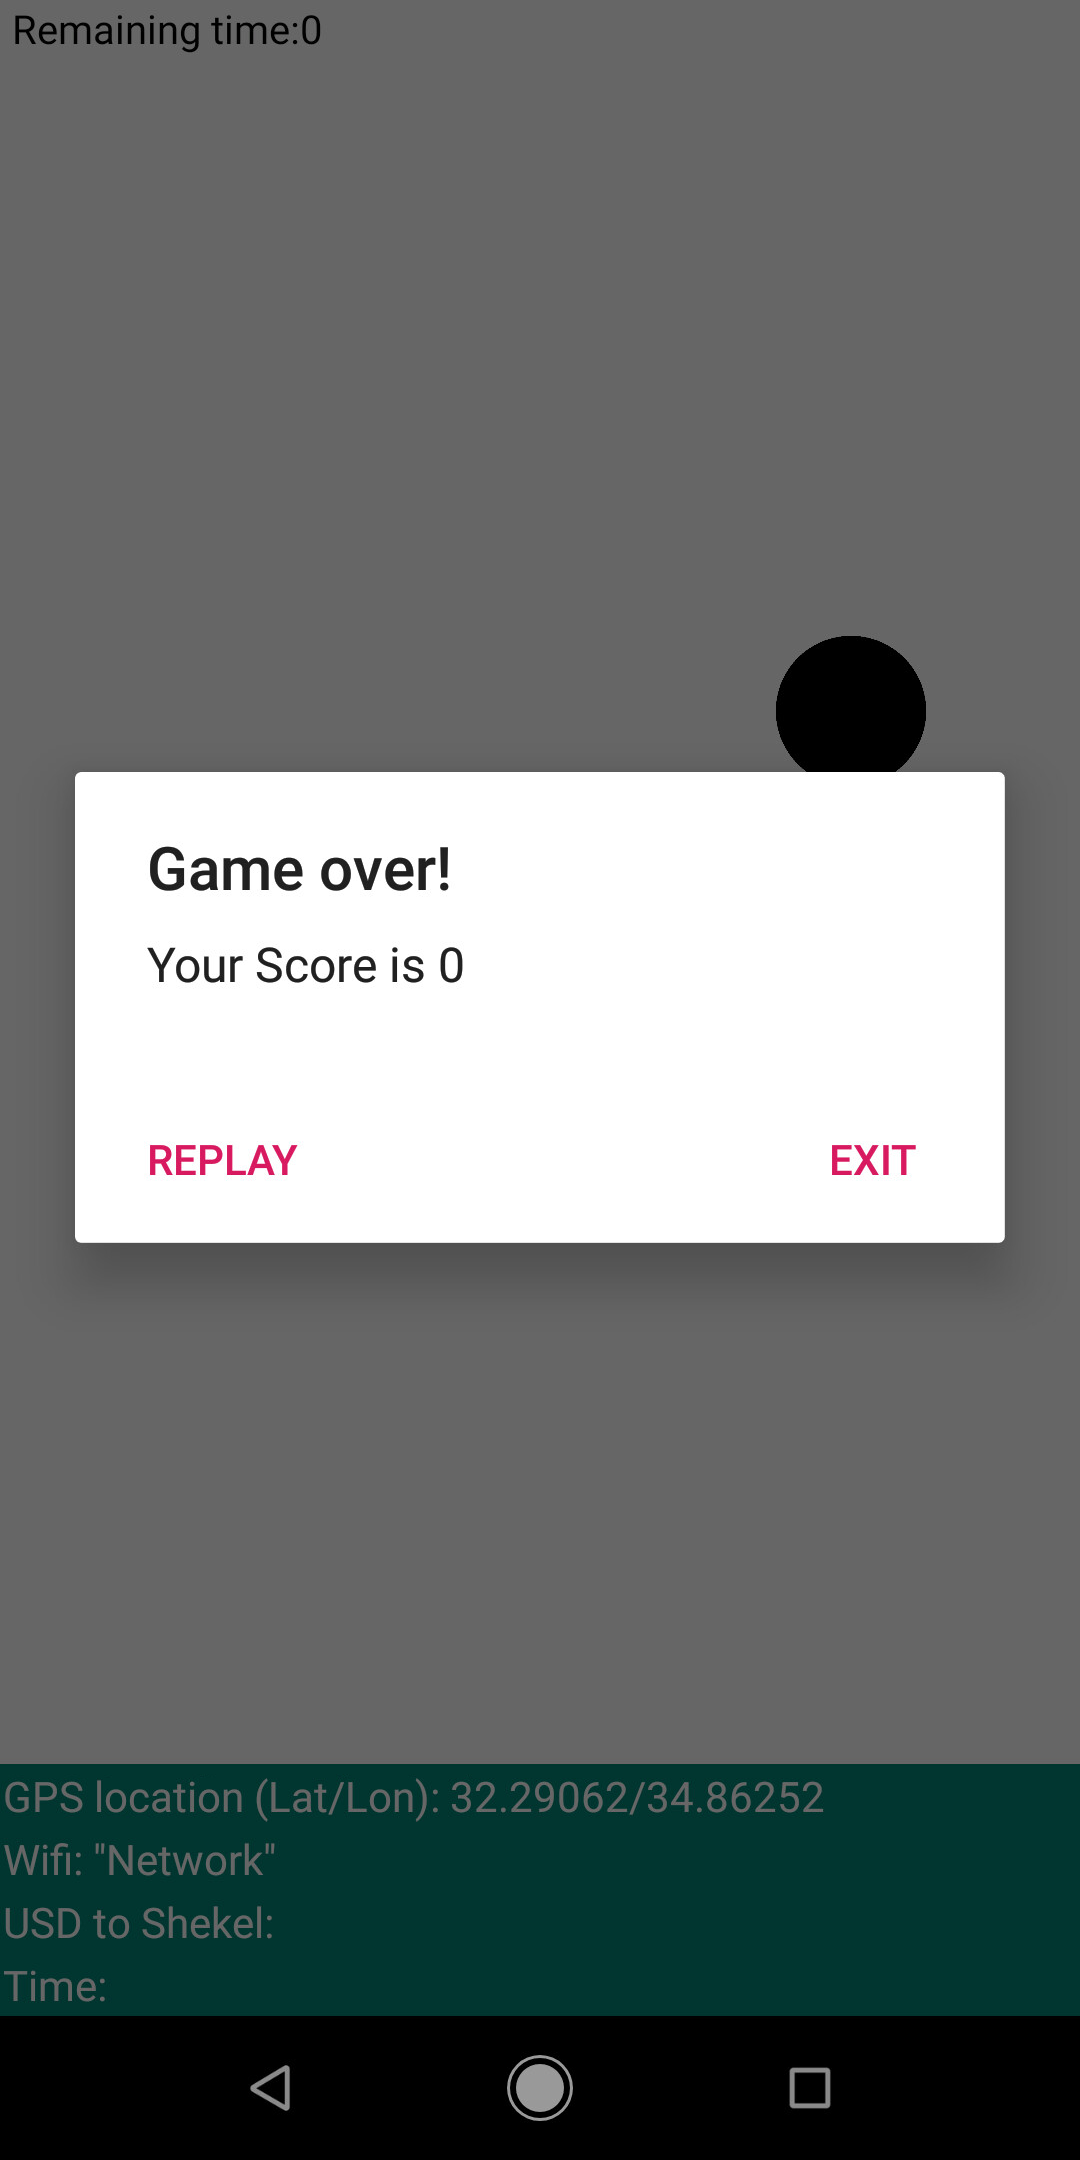 Remaining time:0
Game over!
Your Score is 0
REPLAY EXIT
GPS location (Lat/Lon): 32.29062/34.86252
Wifi: "Network"
USD to Shekel:
Time: